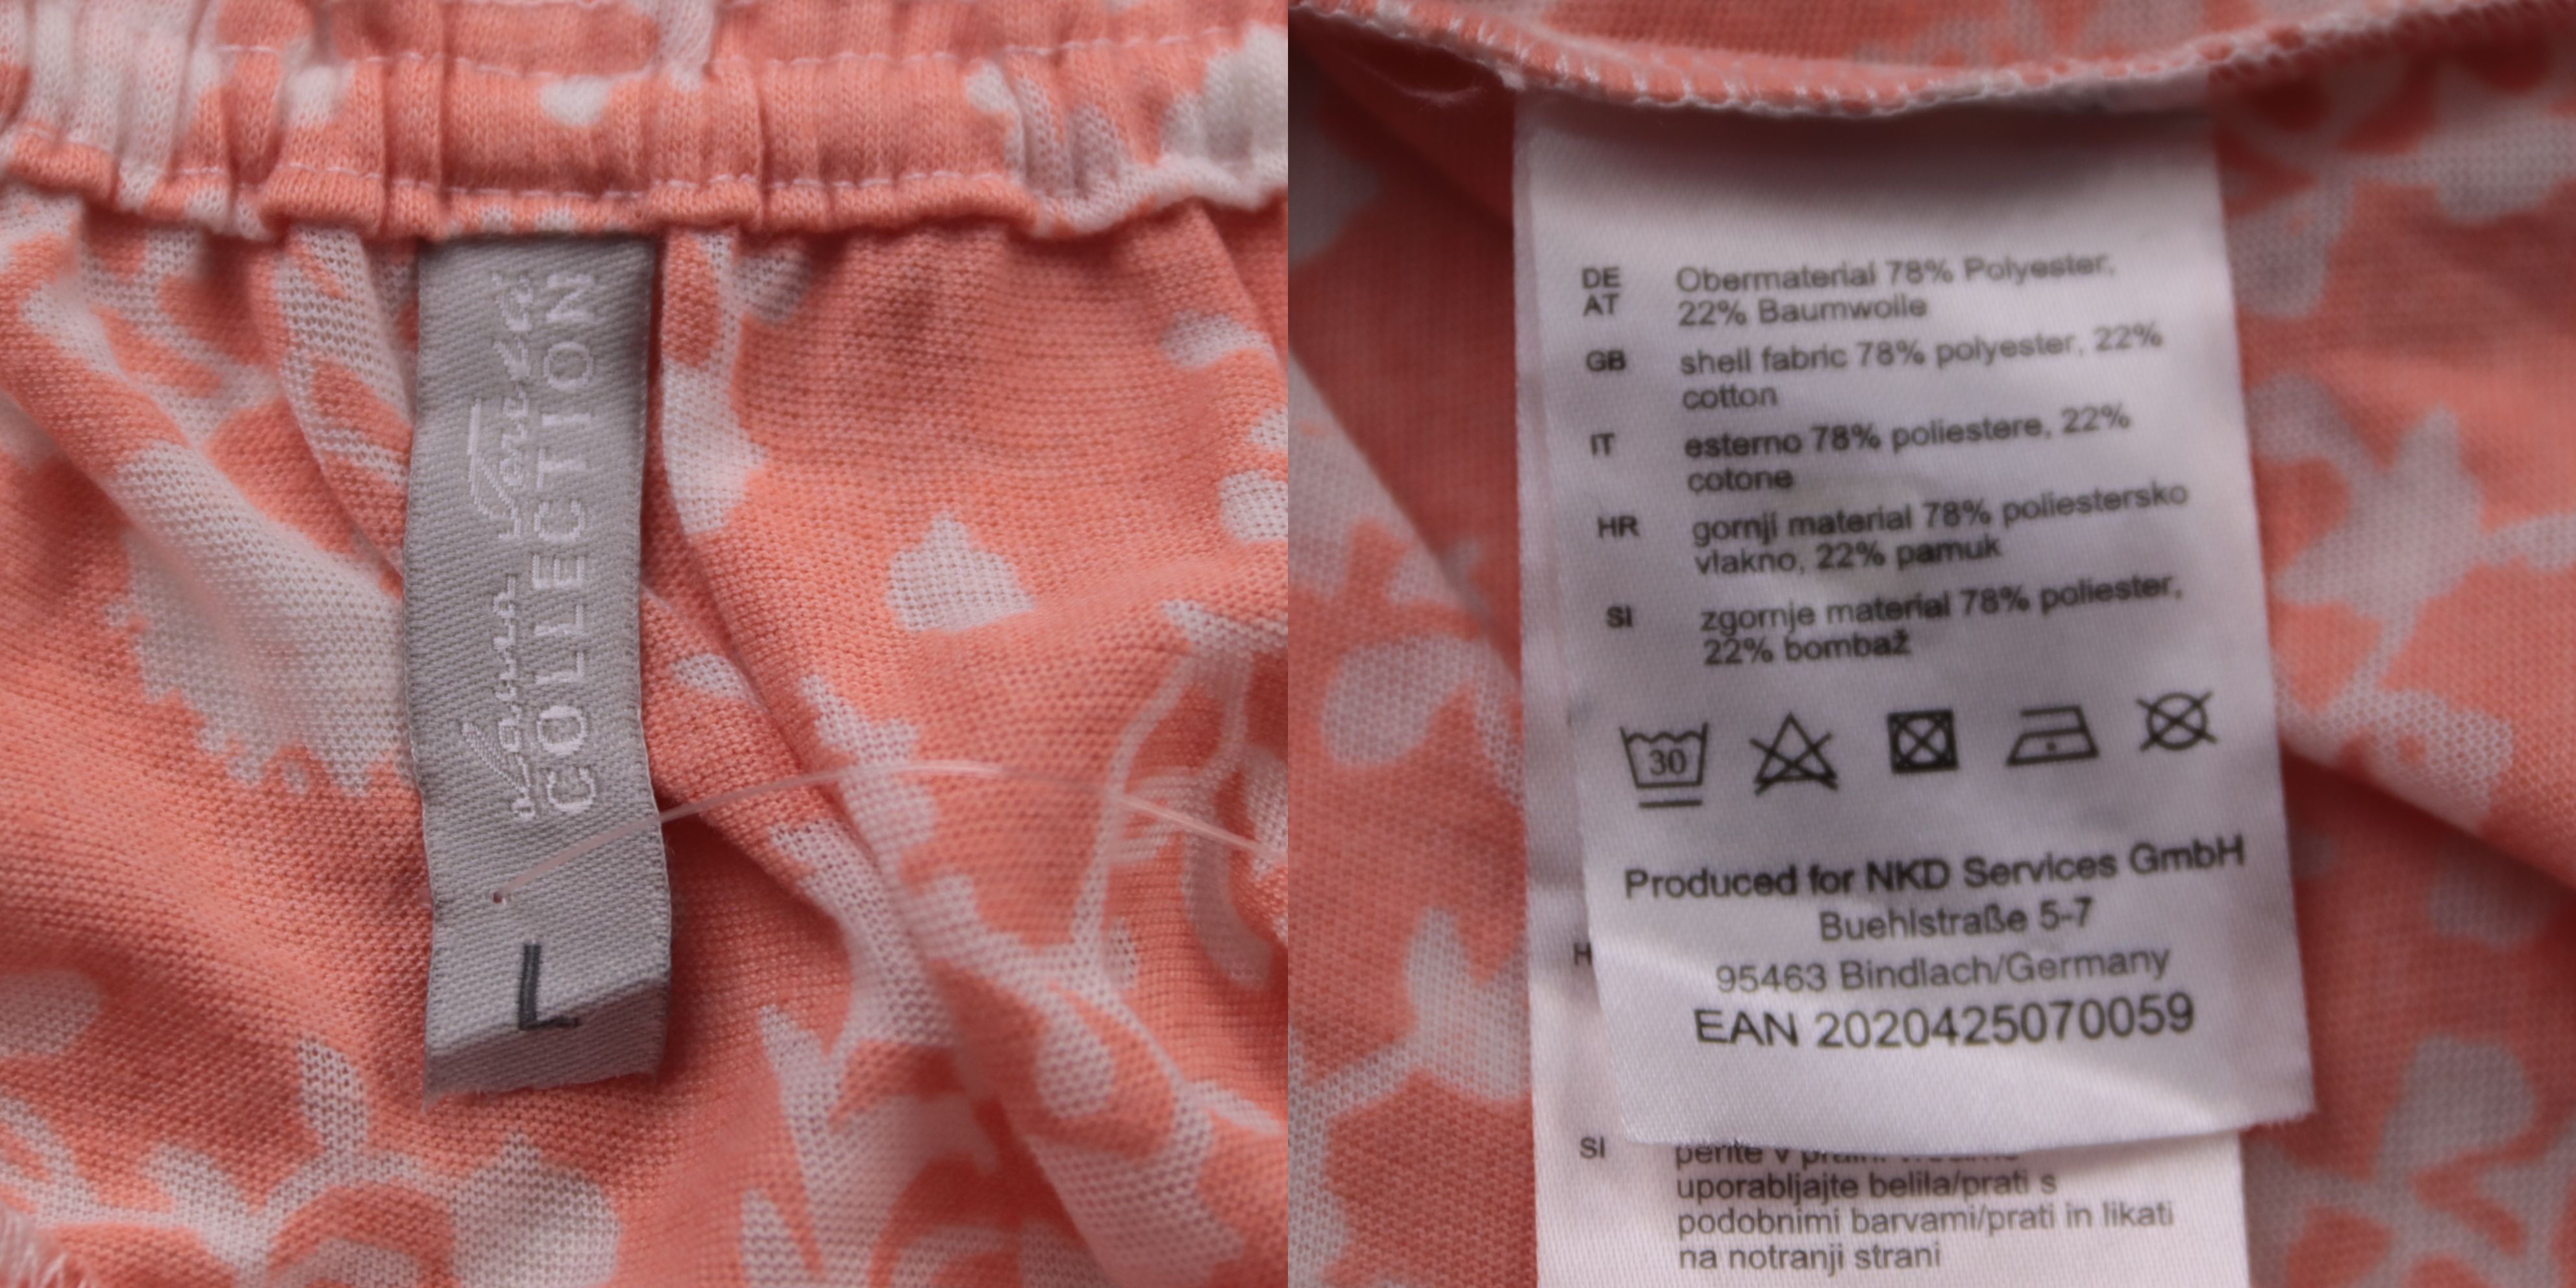 Laura Torelli
COLLECTION
L
DE Obermaterial 78% Polyester,
AT 22% Baumwolle
GB shell fabric 78% polyester, 22%
cotton
IT esterno 78% poliestere, 22%
cotone
HR gornji material 78% poliestersko
vlakno, 22% pamuk
SI zgornje material 78% poliester,
22% bombaž
30
Produced for NKD Services GmbH
Buehlstraße 5-7
95463 Bindlach/Germany
EAN 2020425070059
H
SI perite v
uporabljajte belila/prati s
podobnimi barvami/prati in likati
na notranji strani